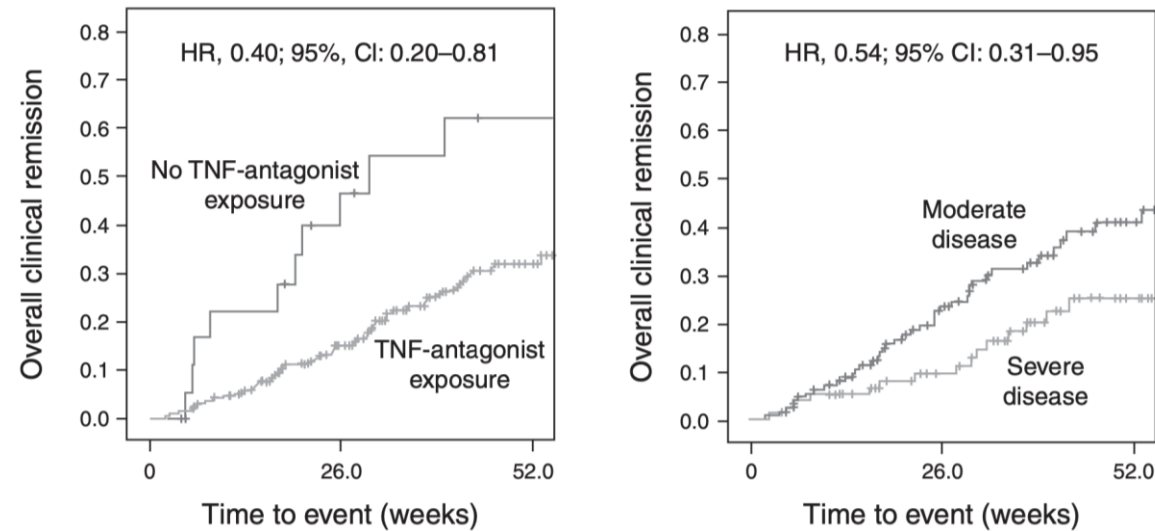 Overall clinical remission
0.8
0.7
0.6
0.5
0.4
0.3
0.2
0.1
0.0
HR, 0.40; 95%, CI: 0.20–0.81
No TNF-antagonist
exposure
TNF-antagonist
exposure
0
26.0
52.0
Time to event (weeks)
Overall clinical remission
0.8
0.7
0.6
0.5
0.4
0.3
0.2
0.1
0.0
HR, 0.54; 95% CI: 0.31–0.95
Moderate
disease
Severe
disease
0
26.0
52.0
Time to event (weeks)